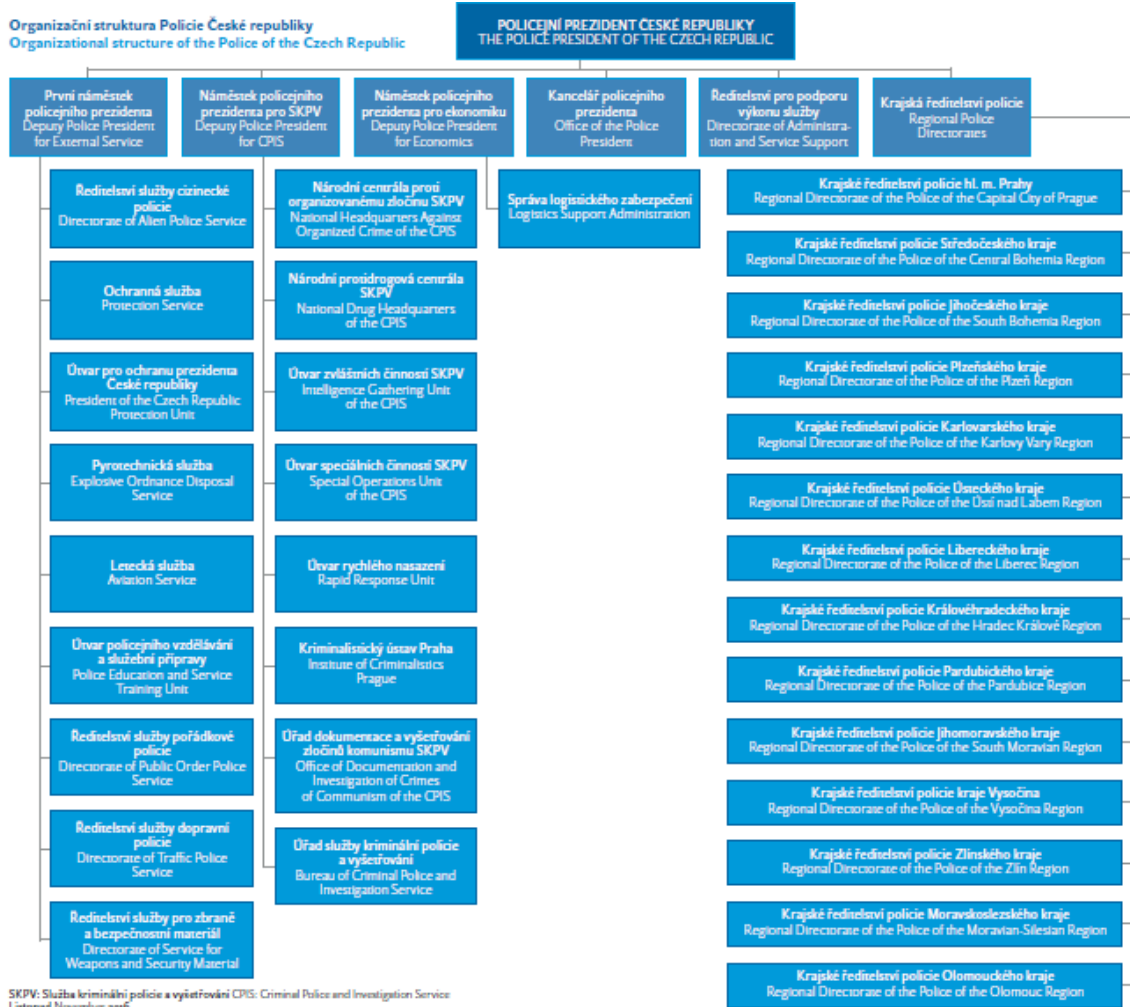 Organizační struktura Policie České republiky
Organizational structure of the Police of the Czech Republic
POLICEJNÍ PREZIDENT ČESKÉ REPUBLIKY
THE POLICE PRESIDENT OF THE CZECH REPUBLIC
První náměstek
policejního prezidenta
Deputy Police President
for External Service
Náměstek policejního
prezidenta pro SKPV
Deputy Police President
for CPIS
Náměstek policejního
prezidenta pro ekonomiku
Deputy Police President
for Economics
Kancelář policejního
prezidenta
Office of the Police
President
Ředitelství pro podporu
výkonu služby
Directorate of Administra-
tion and Service Support
Krajská ředitelství policie
Regional Police
Directorates
Ředitelství služby cizinecké
policie
Directorate of Alien Police Service
Ochranná služba
Protection Service
Útvar pro ochranu prezidenta
České republiky
President of the Czech Republic
Protection Unit
Pyrotechnická služba
Explosive Ordnance Disposal
Service
Letecká služba
Aviation Service
Útvar policejního vzdělávání
a služební přípravy
Police Education and Service
Training Unit
Ředitelství služby pořádkové
policie
Directorate of Public Order Police
Service
Ředitelství služby dopravní
policie
Directorate of Traffic Police
Service
Ředitelství služby pro zbraně
a bezpečnostní materiál
Directorate of Service for
Weapons and Security Material
Národní centrála proti
organizovanému zločinu SKPV
National Headquarters Against
Organized Crime of the CPIS
Národní protidrogová centrála
SKPV
National Drug Headquarters
of the CPIS
Útvar zvláštních činností SKPV
Intelligence Gathering Unit
of the CPIS
Útvar speciálních činností SKPV
Special Operations Unit
of the CPIS
Útvar rychlého nasazení
Rapid Response Unit
Kriminalistický ústav Praha
Institute of Criminalistics
Prague
Úřad dokumentace a vyšetřování
zločinů komunismu SKPV
Office of Documentation and
Investigation of Crimes
of Communism of the CPIS
Úřad služby kriminální policie
a vyšetřování
Bureau of Criminal Police and
Investigation Service
Správa logistického zabezpečení
Logistics Support Administration
Krajské ředitelství policie hl. m. Prahy
Regional Directorate of the Police of the Capital City of Prague
Krajské ředitelství policie Středočeského kraje
Regional Directorate of the Police of the Central Bohemia Region
Krajské ředitelství policie Jihočeského kraje
Regional Directorate of the Police of the South Bohemia Region
Krajské ředitelství policie Plzeňského kraje
Regional Directorate of the Police of the Plzeň Region
Krajské ředitelství policie Karlovarského kraje
Regional Directorate of the Police of the Karlovy Vary Region
Krajské ředitelství policie Ústeckého kraje
Regional Directorate of the Police of the Ústí nad Labem Region
Krajské ředitelství policie Libereckého kraje
Regional Directorate of the Police of the Liberec Region
Krajské ředitelství policie Královéhradeckého kraje
Regional Directorate of the Police of the Hradec Králové Region
Krajské ředitelství policie Pardubického kraje
Regional Directorate of the Police of the Pardubice Region
Krajské ředitelství policie Jihomoravského kraje
Regional Directorate of the Police of the South Moravian Region
Krajské ředitelství policie kraje Vysočina
Regional Directorate of the Police of the Vysočina Region
Krajské ředitelství policie Zlínského kraje
Regional Directorate of the Police of the Zlín Region
Krajské ředitelství policie Moravskoslezského kraje
Regional Directorate of the Police of the Moravian-Silesian Region
Krajské ředitelství policie Olomouckého kraje
Regional Directorate of the Police of the Olomouc Region
SKPV: Služba kriminální policie a vyšetřování CPIS: Criminal Police and Investigation Service